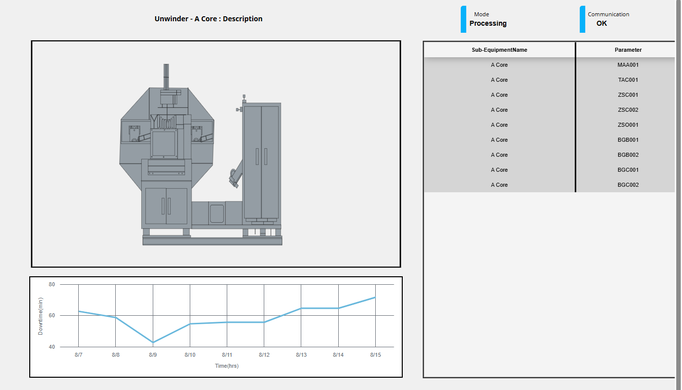 Unwinder - A Core : Description
Mode
Processing
Communication
OK
Sub-EquipmentName Parameter
A Core MAA001
A Core TAC001
A Core ZSC001
A Core ZSC002
A Core ZSO001
A Core BGB001
A Core BGB002
A Core BGC001
A Core BGC002
Downtime(min)
80
60
40
8/7 8/8 8/9 8/10 8/11 8/12 8/13 8/14 8/15
Time(hrs)